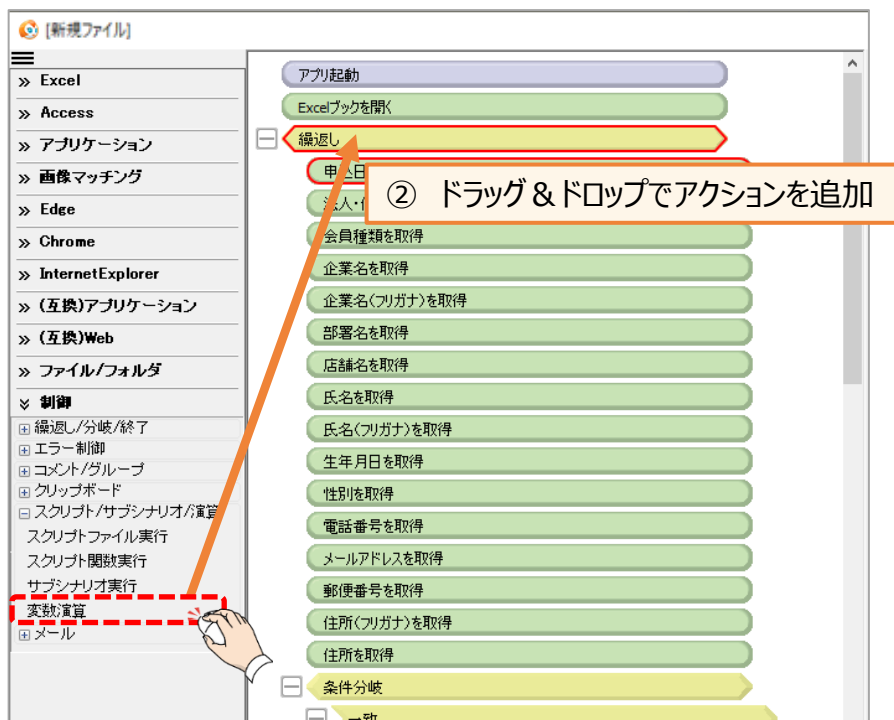 [新規ファイル]
Excel
Access
アプリケーション
画像マッチング
Edge
Chrome
InternetExplorer
(互換)アプリケーション
(互換)Web
ファイル/フォルダ
制御
繰返し/分岐/終了
エラー制御
コメント/グループ
クリップボード
スクリプト/サブシナリオ/演算
スクリプトファイル実行
スクリプト関数実行
サブシナリオ実行
変数演算
メール
アプリ起動
Excelブックを開く
繰返し
② ドラッグ&ドロップでアクションを追加
会員種類を取得
企業名を取得
企業名(フリガナ)を取得
部署名を取得
店舗名を取得
氏名を取得
氏名(フリガナ)を取得
生年月日を取得
性別を取得
電話番号を取得
メールアドレスを取得
郵便番号を取得
住所(フリガナ)を取得
住所を取得
条件分岐
一致